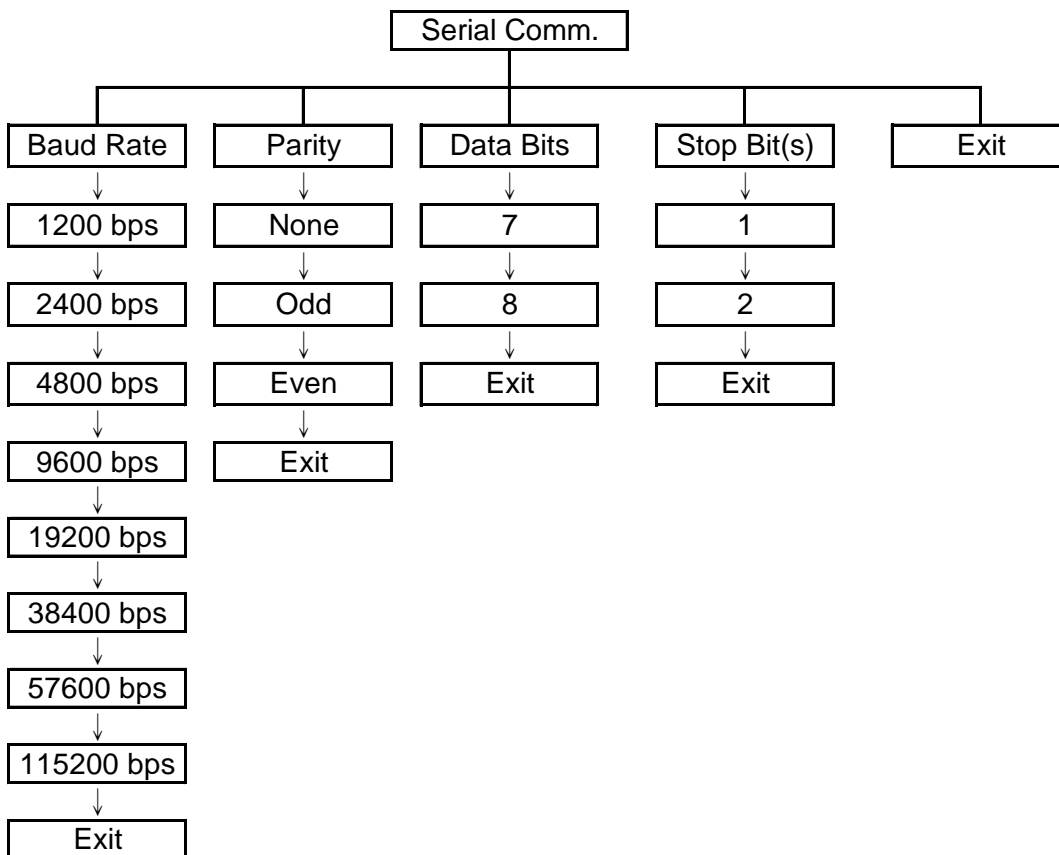 Serial Comm.
Baud Rate
Parity
Data Bits
Stop Bit(s)
Exit
1200 bps
None
7
1
2400 bps
Odd
8
2
4800 bps
Even
Exit
Exit
9600 bps
Exit
19200 bps
38400 bps
57600 bps
115200 bps
Exit